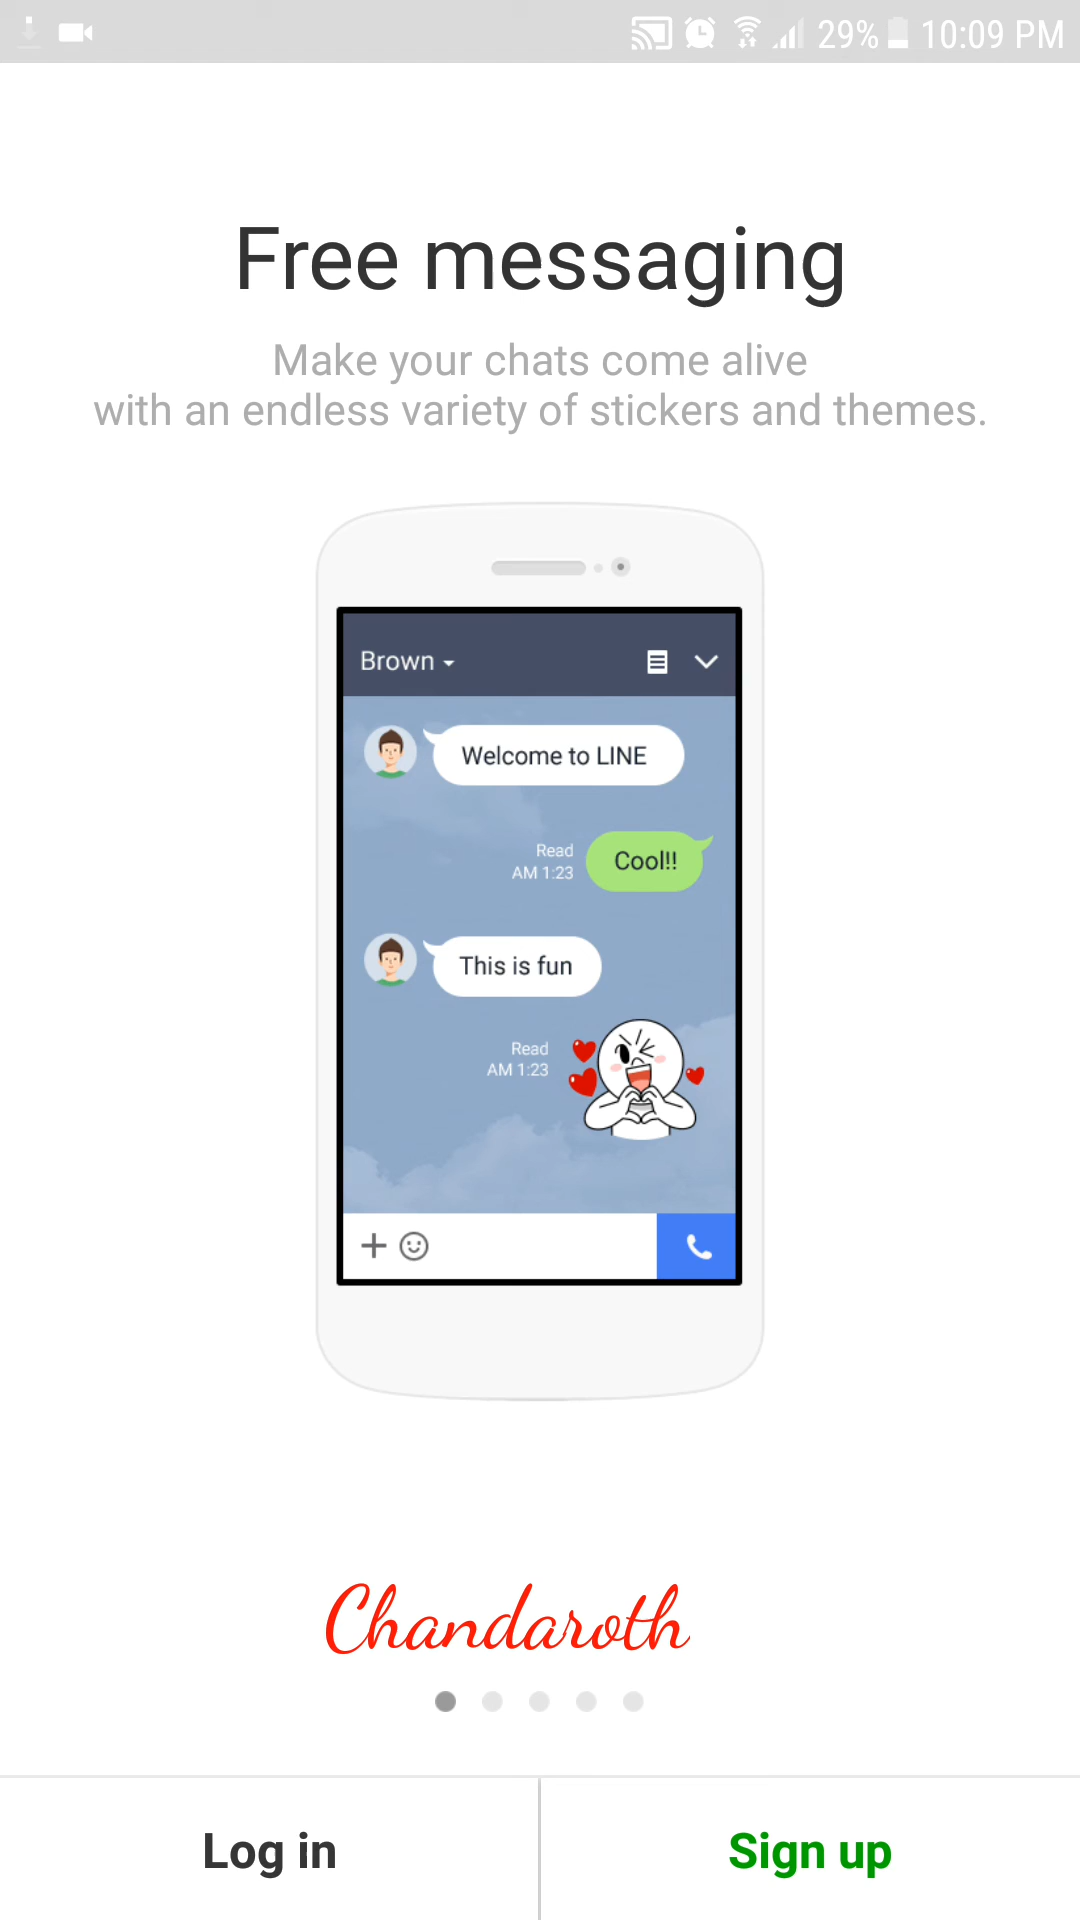 29% 10:09 PM
Free messaging
Make your chats come alive
with an endless variety of stickers and themes.
Brown
Welcome to LINE
Read
AM 1:23
Cool!!
This is fun
Read
AM 1:23
Chandaroth
Log in
Sign up